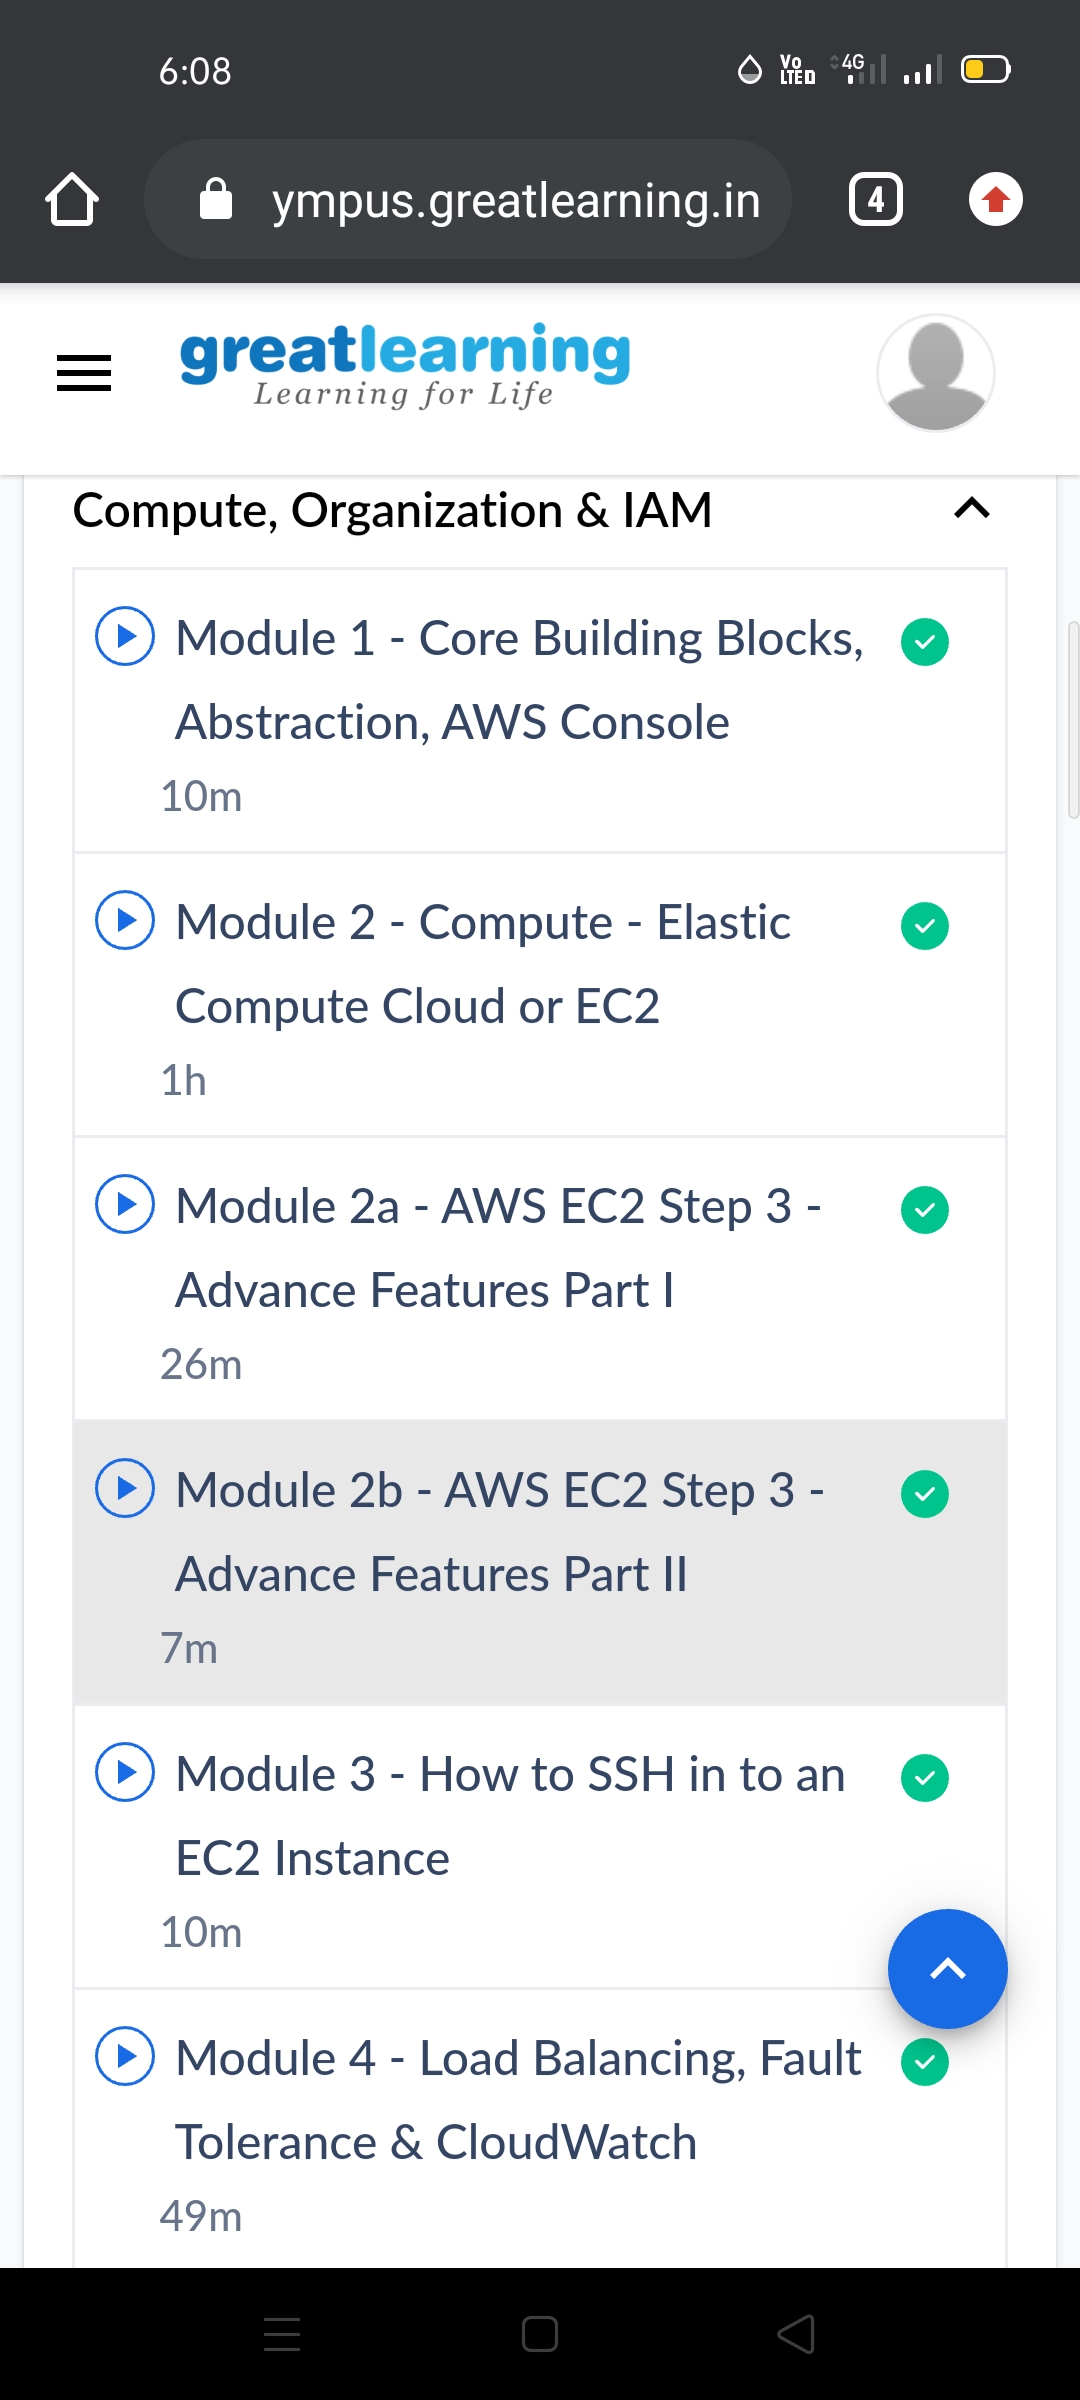 6:08
Vo
LTE
4G
ympus.greatlearning.in
4
greatlearning
Learning for Life
Compute, Organization & IAM
Module 1 - Core Building Blocks,
Abstraction, AWS Console
10m
Module 2 - Compute - Elastic
Compute Cloud or EC2
1h
Module 2a - AWS EC2 Step 3 -
Advance Features Part I
26m
Module 2b - AWS EC2 Step 3 -
Advance Features Part II
7m
Module 3 - How to SSH in to an
EC2 Instance
10m
Module 4 - Load Balancing, Fault
Tolerance & CloudWatch
49m